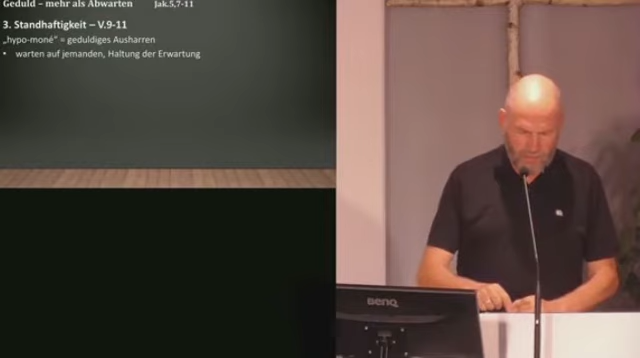 Geduld – mehr als Abwarten Jak.5,7-11
3. Standhaftigkeit – V.9-11
„hypo-moné“ = geduldiges Ausharren
• warten auf jemanden, Haltung der Erwartung
BenQ